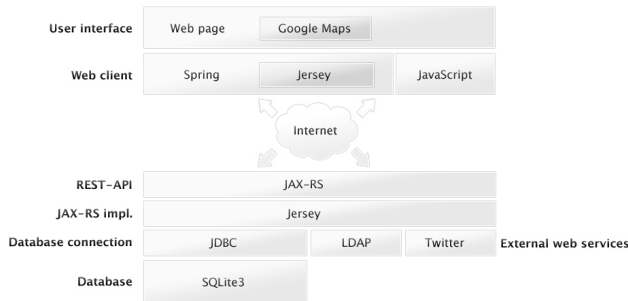 User interface Web page Google Maps
Web client Spring Jersey JavaScript
Internet
REST-API JAX-RS
JAX-RS impl. Jersey
Database connection JDBC LDAP Twitter External web services
Database SQLite3